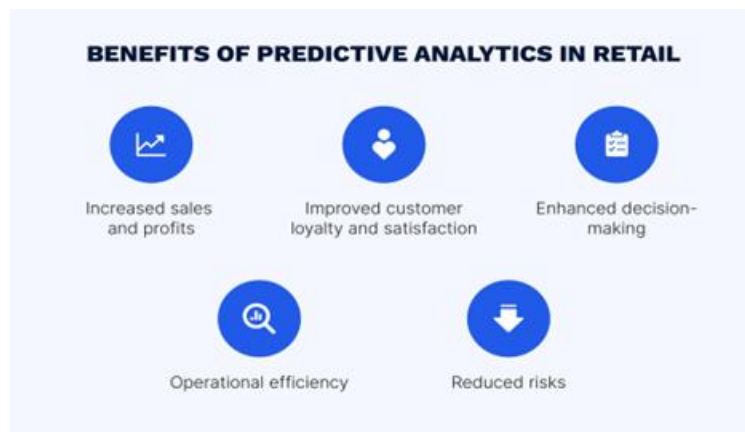 BENEFITS OF PREDICTIVE ANALYTICS IN RETAIL
Increased sales
and profits
Improved customer
loyalty and satisfaction
Enhanced decision-
making
Operational efficiency
Reduced risks